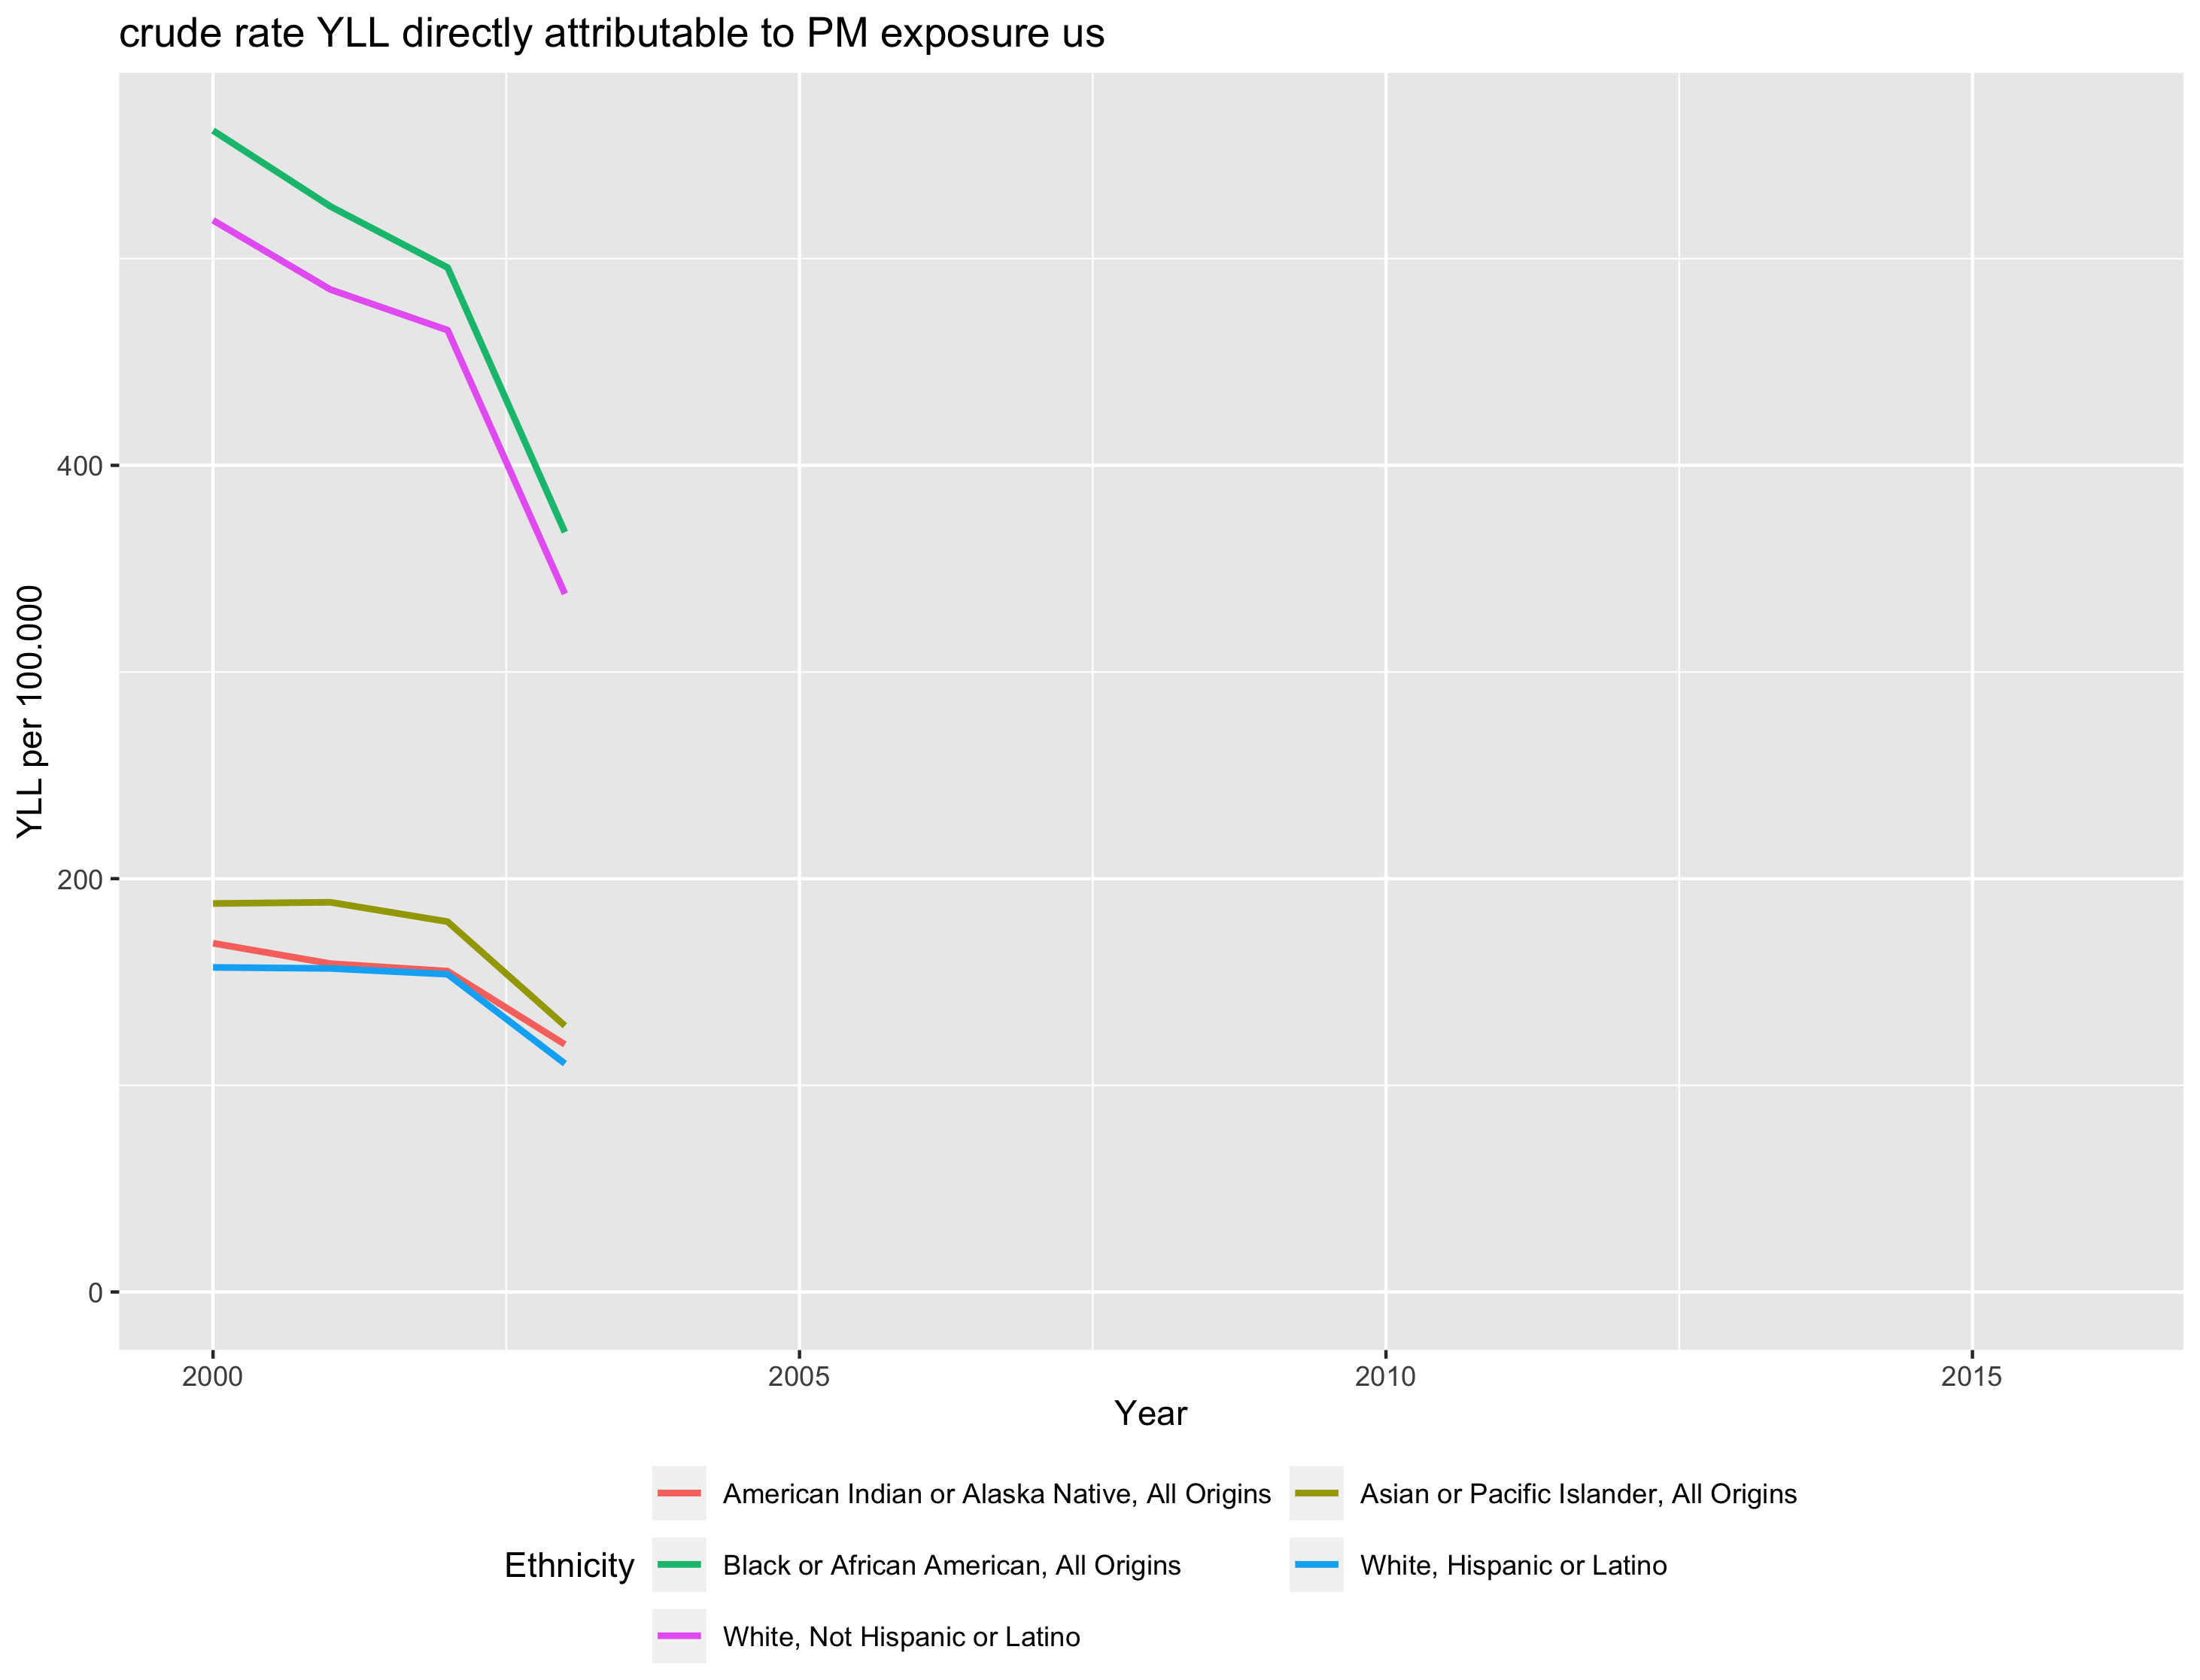 crude rate YLL directly attributable to PM exposure us
YLL per 100.000
400
200
0
2000 2005 2010 2015
Year
Ethnicity
American Indian or Alaska Native, All Origins
Asian or Pacific Islander, All Origins
Black or African American, All Origins
White, Hispanic or Latino
White, Not Hispanic or Latino